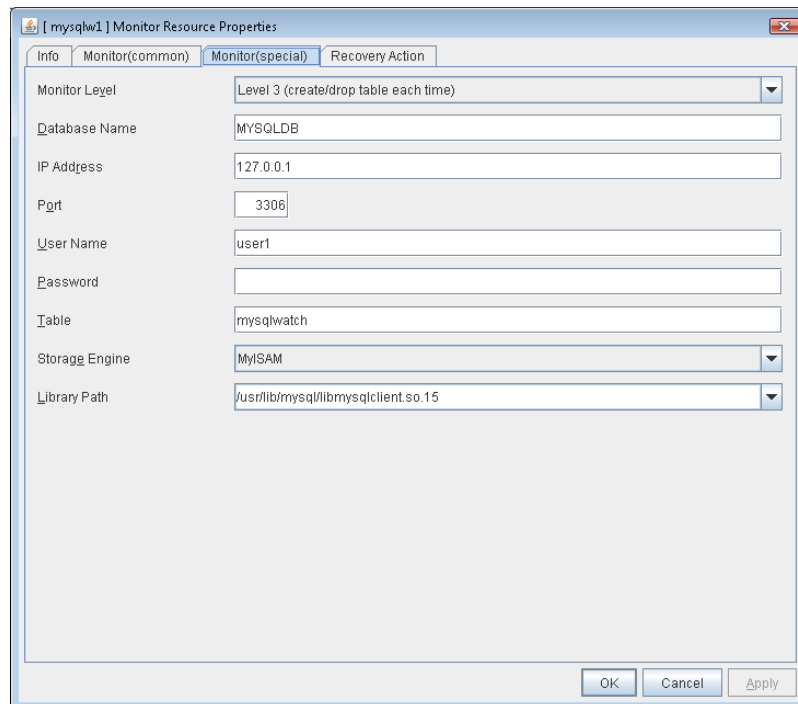 [ mysqlw1 ] Monitor Resource Properties
Info Monitor(common) Monitor(special) Recovery Action
Monitor Level Level 3 (create/drop table each time)
Database Name MYSQLDB
IP Address 127.0.0.1
Port 3306
User Name user1
Password
Table mysqlwatch
Storage Engine MyISAM
Library Path /usr/lib/mysql/libmysqlclient.so.15
OK Cancel Apply